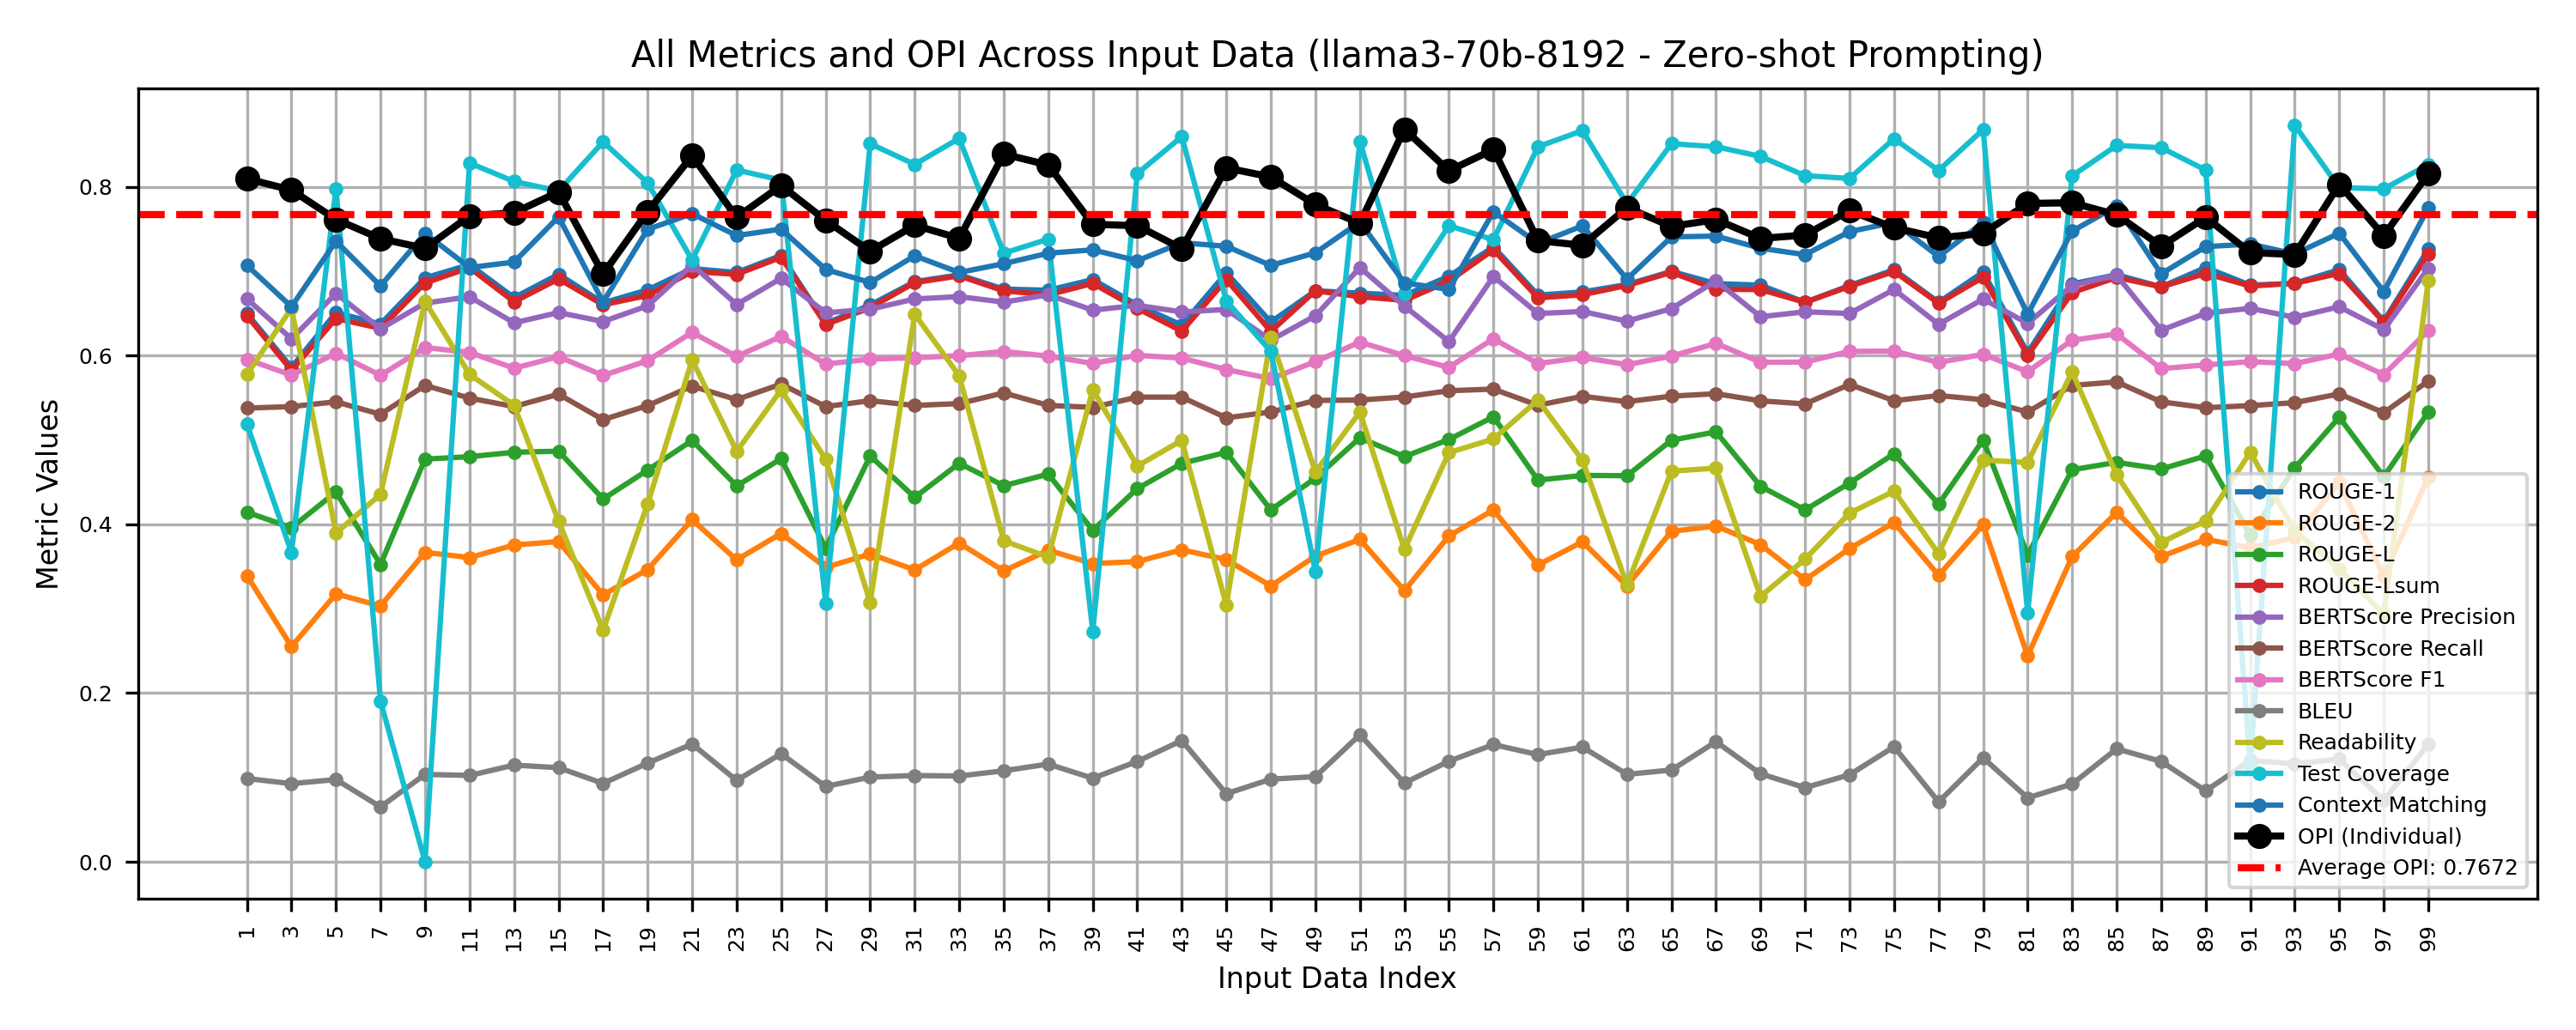 All Metrics and OPI Across Input Data (llama3-70b-8192 - Zero-shot Prompting)
Metric Values
0.8
0.6
0.4
0.2
0.0
ROUGE-1
ROUGE-2
ROUGE-L
ROUGE-Lsum
BERTScore Precision
BERTScore Recall
BERTScore F1
BLEU
Readability
Test Coverage
Context Matching
OPI (Individual)
Average OPI: 0.7672
1 3 5 7 9 11 13 15 17 19 21 23 25 27 29 31 33 35 37 39 41 43 45 47 49 51 53 55 57 59 61 63 65 67 69 71 73 75 77 79 81 83 85 87 89 91 93 95 97 99
Input Data Index